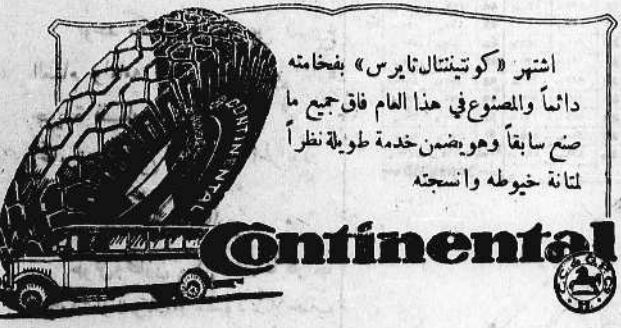 اشتهر «كونتيننتال تايرس» بفخامته
دائماً والمصنوع في هذا العام فاق جميع ما
صنع سابقاً وهو يضمن خدمة طويلة نظراً
لمتانة خيوطه وانسجته
CONTINENTAL
Continental